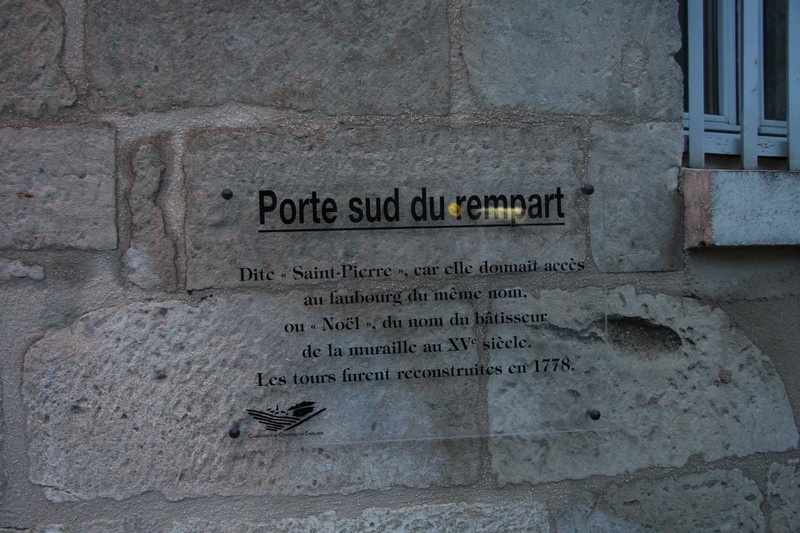 Porte sud du rempart
Dite « Saint-Pierre », car elle donnait accès
au faubourg du même nom,
ou « Noël », du nom du bâtisseur
de la muraille au XVe siècle.
Les tours furent reconstruites en 1778.